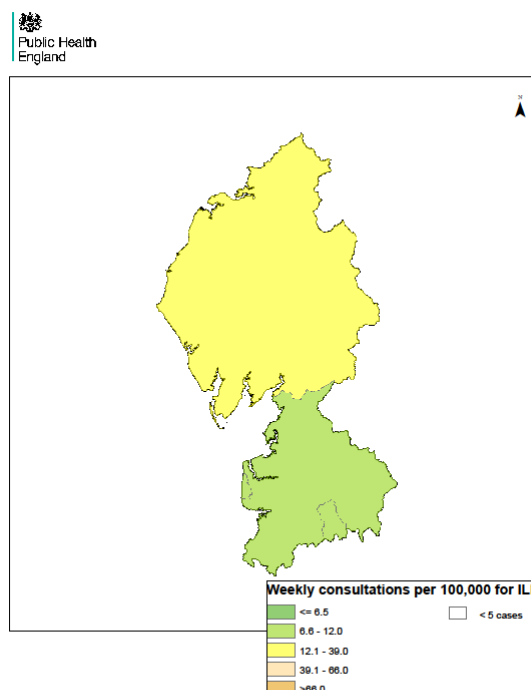 Public Health
England
N
Weekly consultations per 100,000 for IL
<= 6.5
< 5 cases
6.6 - 12.0
12.1 - 39.0
39.1 - 66.0
>66.0